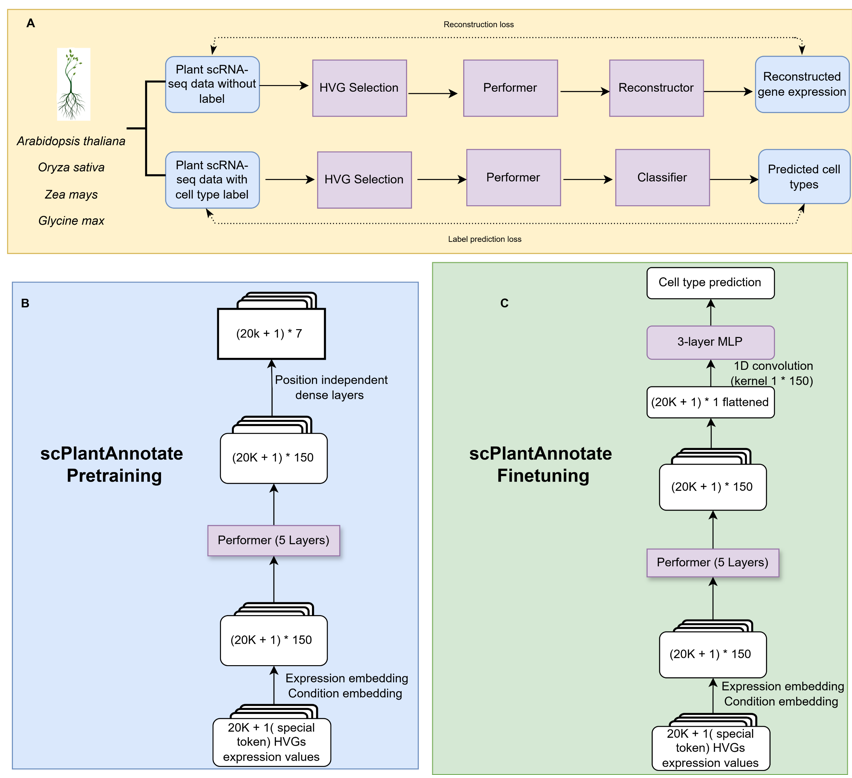 A
Reconstruction loss
Plant scRNA-
seq data without
label
HVG Selection
Performer
Reconstructor
Reconstructed
gene expression
Arabidopsis thaliana
Oryza sativa
Zea mays
Glycine max
Plant scRNA-
seq data with
cell type label
HVG Selection
Performer
Classifier
Predicted cell
types
Label prediction loss
B
(20k + 1) * 7
Position independent
dense layers
(20K + 1) * 150
scPlantAnnotate
Pretraining
Performer (5 Layers)
(20K + 1) * 150
Expression embedding
Condition embedding
20K + 1( special
token) HVGs
expression values
C
Cell type prediction
3-layer MLP
1D convolution
(kernel 1 * 150)
(20K + 1) * 1 flattened
scPlantAnnotate
Finetuning
(20K + 1) * 150
Performer (5 Layers)
(20K + 1) * 150
Expression embedding
Condition embedding
20K + 1( special
token) HVGs
expression values